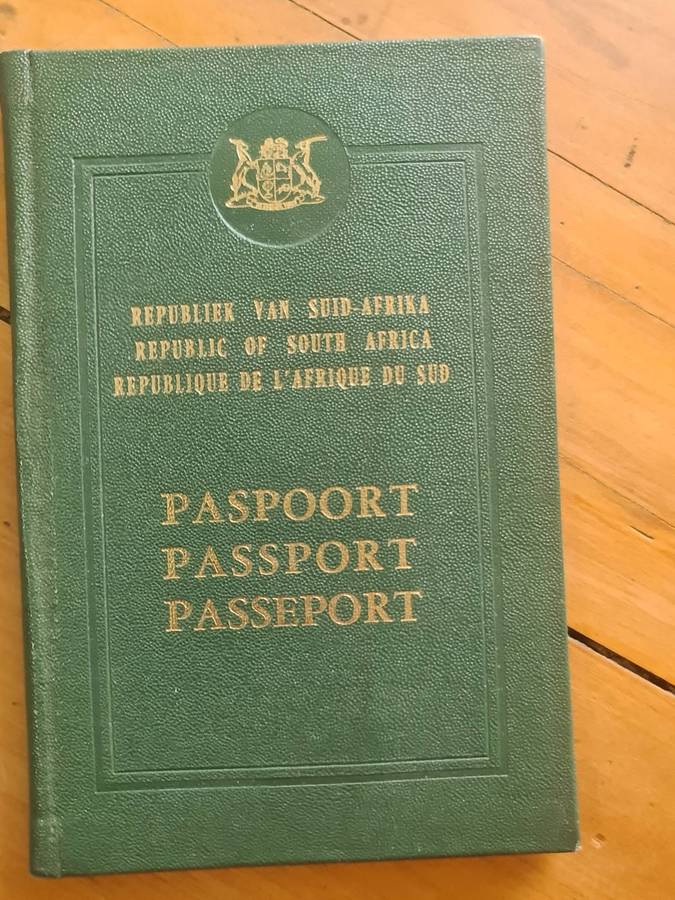 REPUBLIEK VAN SUID-AFRIKA
REPUBLIC OF SOUTH AFRICA
REPUBLIQUE DE L'AFRIQUE DU SUD
PASPOORT
PASSPORT
PASSEPORT